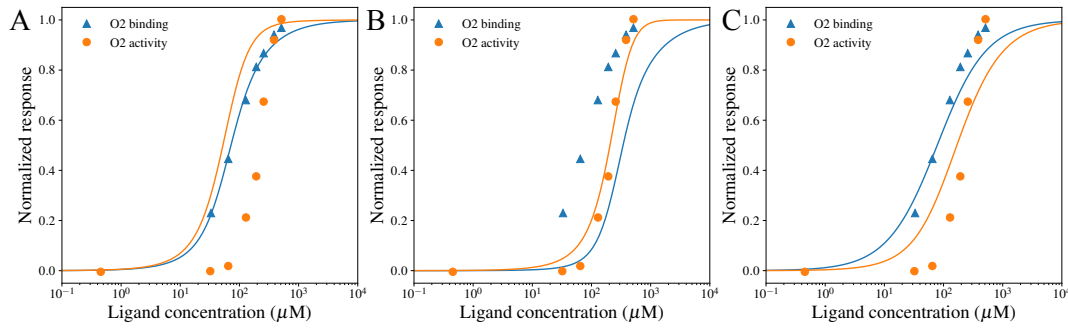 A
Normalized response
1.0
0.8
0.6
0.4
0.2
0.0
O2 binding
O2 activity
10⁻¹ 10⁰ 10¹ 10² 10³ 10⁴
Ligand concentration (μM)
B
Normalized response
1.0
0.8
0.6
0.4
0.2
0.0
O2 binding
O2 activity
10⁻¹ 10⁰ 10¹ 10² 10³ 10⁴
Ligand concentration (μM)
C
Normalized response
1.0
0.8
0.6
0.4
0.2
0.0
O2 binding
O2 activity
10⁻¹ 10⁰ 10¹ 10² 10³ 10⁴
Ligand concentration (μM)